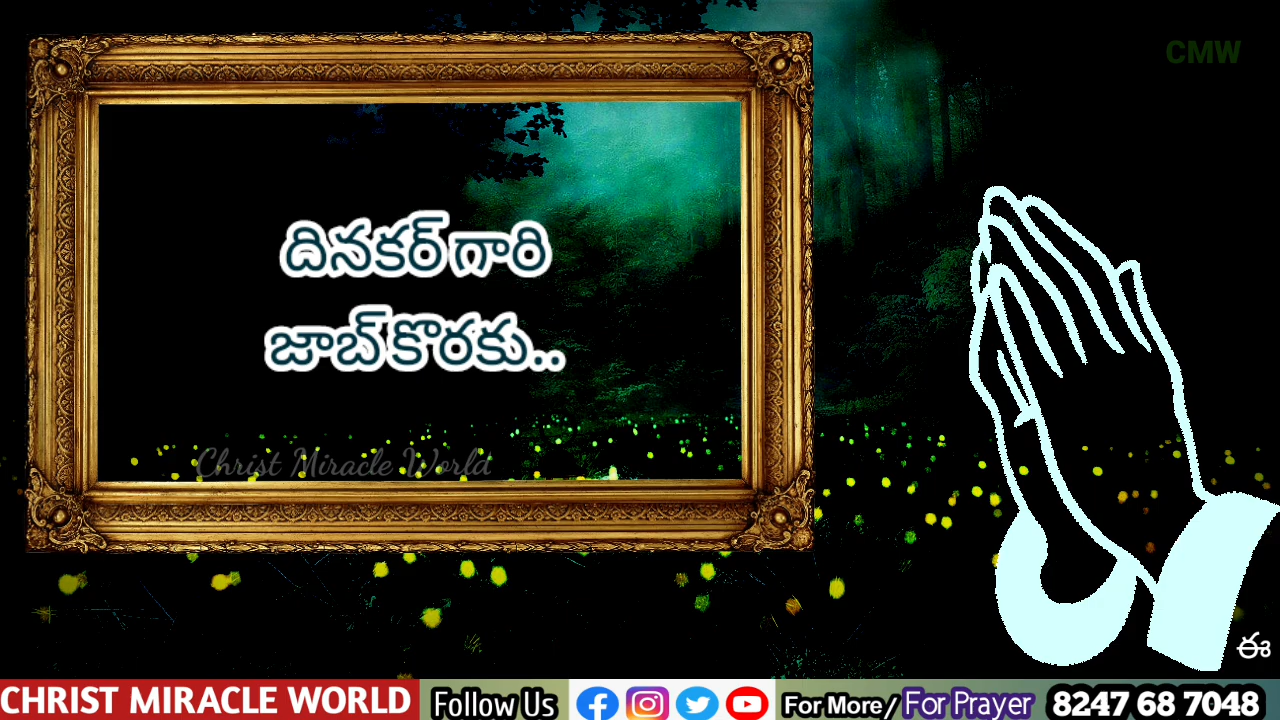 CMW
దినకర్ గారి
జాబ్ కొరకు..
Christ Miracle World
ఈ
CHRIST MIRACLE WORLD Follow Us For More/ For Prayer 8247 68 7048